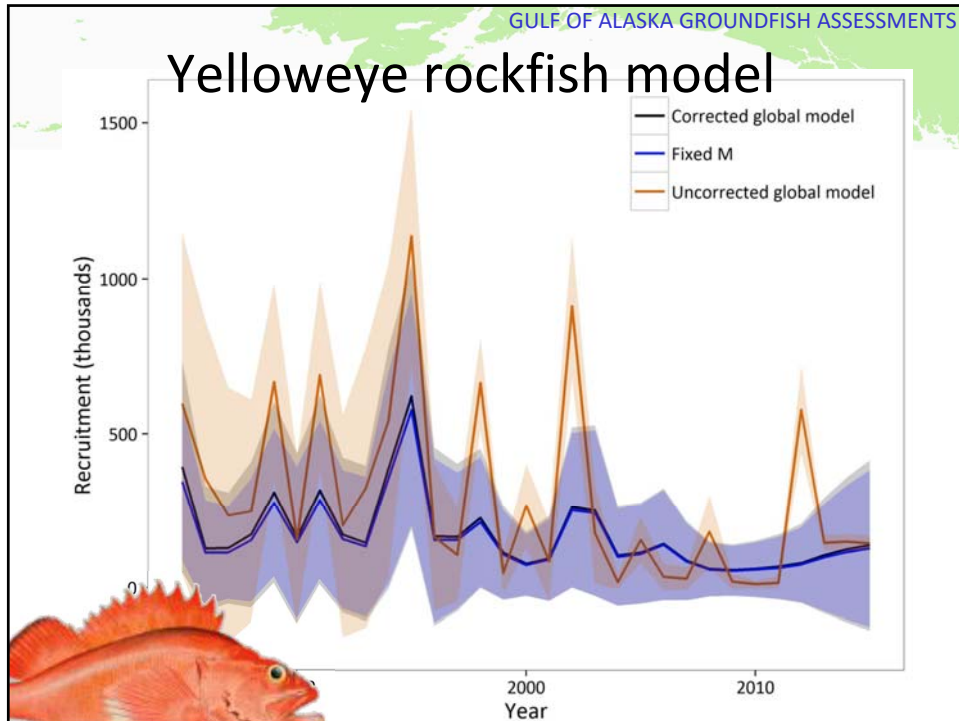 GULF OF ALASKA GROUNDFISH ASSESSMENTS
Yelloweye rockfish model
1500
1000
500
0
Recruitment (thousands)
Corrected global model
Fixed M
Uncorrected global model
2000
2010
Year